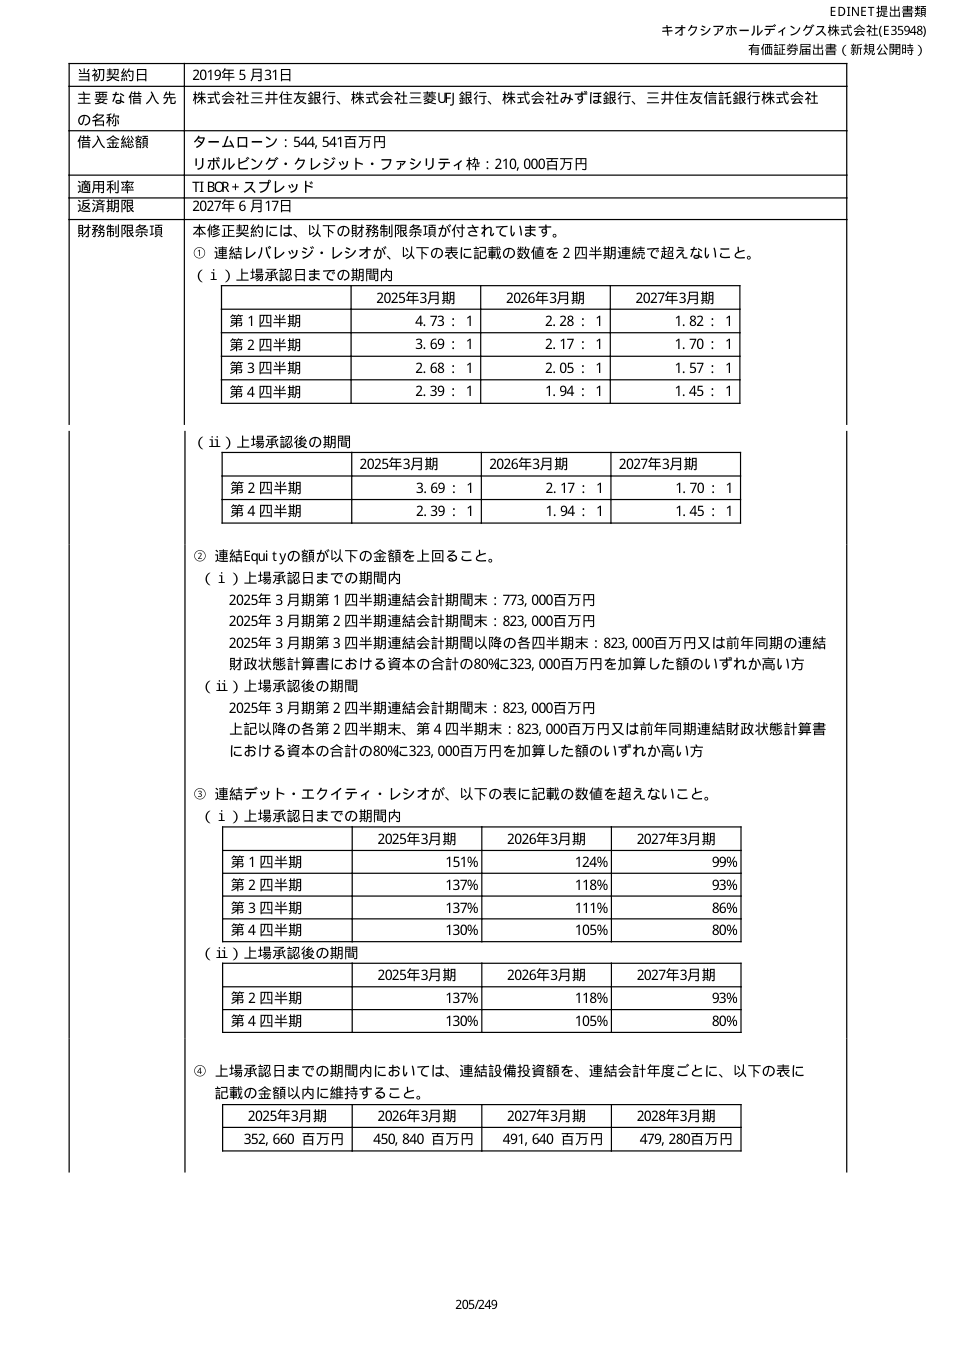 EDINET提出書類
キオクシアホールディングス株式会社(E35948)
有価証券届出書（新規公開時）
当初契約日 2019年５月31日
主要な借入先 株式会社三井住友銀行、株式会社三菱UFJ銀行、株式会社みずほ銀行、三井住友信託銀行株式会社
の名称
借入金総額 タームローン：544,541百万円
リボルビング・クレジット・ファシリティ枠：210,000百万円
適用利率 TIBOR+スプレッド
返済期限 2027年６月17日
財務制限条項 本修正契約には、以下の財務制限条項が付されています。
① 連結レバレッジ・レシオが、以下の表に記載の数値を２四半期連続で超えないこと。
（ⅰ）上場承認日までの期間内
2025年3月期 2026年3月期 2027年3月期
第１四半期 4.73：1 2.28：1 1.82：1
第２四半期 3.69：1 2.17：1 1.70：1
第３四半期 2.68：1 2.05：1 1.57：1
第４四半期 2.39：1 1.94：1 1.45：1
（ⅱ）上場承認後の期間
2025年3月期 2026年3月期 2027年3月期
第２四半期 3.69：1 2.17：1 1.70：1
第４四半期 2.39：1 1.94：1 1.45：1
② 連結Equityの額が以下の金額を上回ること。
（ⅰ）上場承認日までの期間内
2025年３月期第１四半期連結会計期間末：773,000百万円
2025年３月期第２四半期連結会計期間末：823,000百万円
2025年３月期第３四半期連結会計期間以降の各四半期末：823,000百万円又は前年同期の連結
財政状態計算書における資本の合計の80%に323,000百万円を加算した額のいずれか高い方
（ⅱ）上場承認後の期間
2025年３月期第２四半期連結会計期間末：823,000百万円
上記以降の各第２四半期末、第４四半期末：823,000百万円又は前年同期連結財政状態計算書
における資本の合計の80%に323,000百万円を加算した額のいずれか高い方
③ 連結デット・エクイティ・レシオが、以下の表に記載の数値を超えないこと。
（ⅰ）上場承認日までの期間内
2025年3月期 2026年3月期 2027年3月期
第１四半期 151% 124% 99%
第２四半期 137% 118% 93%
第３四半期 137% 111% 86%
第４四半期 130% 105% 80%
（ⅱ）上場承認後の期間
2025年3月期 2026年3月期 2027年3月期
第２四半期 137% 118% 93%
第４四半期 130% 105% 80%
④ 上場承認日までの期間内においては、連結設備投資額を、連結会計年度ごとに、以下の表に
記載の金額以内に維持すること。
2025年3月期 2026年3月期 2027年3月期 2028年3月期
352,660 百万円 450,840 百万円 491,640 百万円 479,280百万円
205/249